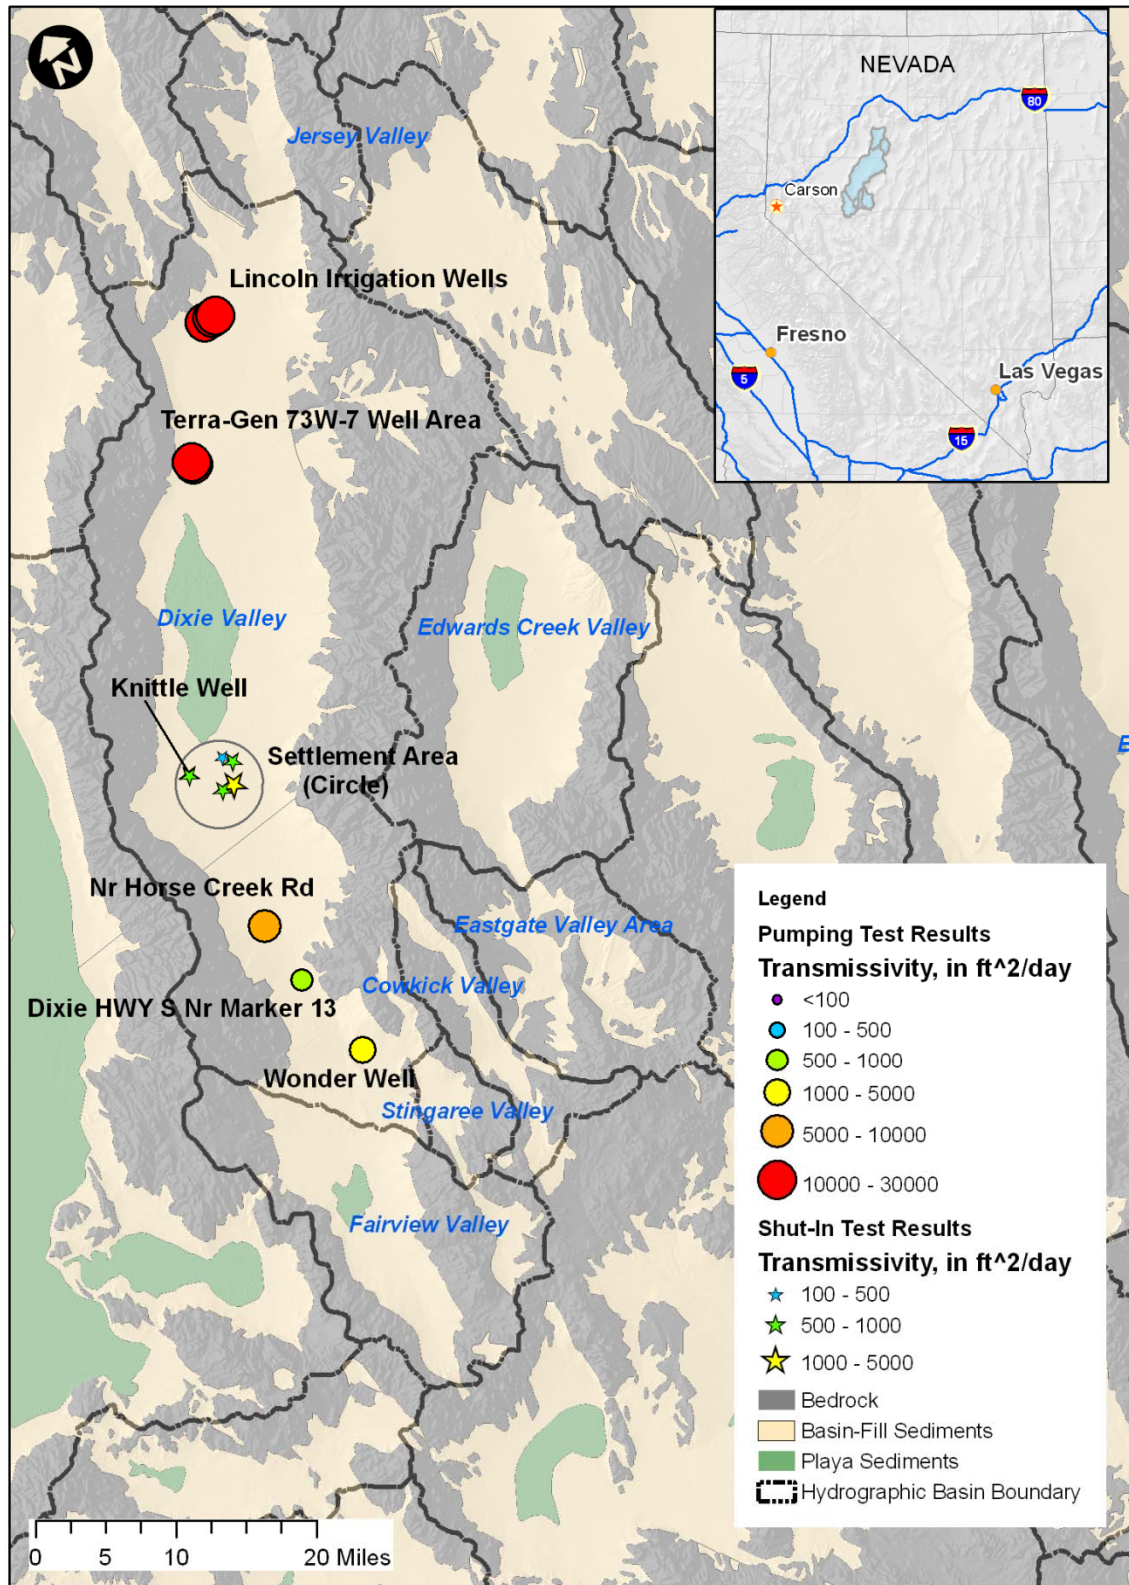 N
NEVADA
80
Carson
Fresno
5
Las Vegas
15
Jersey Valley
Lincoln Irrigation Wells
Terra-Gen 73W-7 Well Area
Dixie Valley
Edwards Creek Valley
Knittle Well
Settlement Area
(Circle)
E
Nr Horse Creek Rd
Eastgate Valley Area
Cowkick Valley
Dixie HWY S Nr Marker 13
Wonder Well
Stingaree Valley
Fairview Valley
Legend
Pumping Test Results
Transmissivity, in ft^2/day
<100
100 - 500
500 - 1000
1000 - 5000
5000 - 10000
10000 - 30000
Shut-In Test Results
Transmissivity, in ft^2/day
100 - 500
500 - 1000
1000 - 5000
Bedrock
Basin-Fill Sediments
Playa Sediments
Hydrographic Basin Boundary
0 5 10 20 Miles